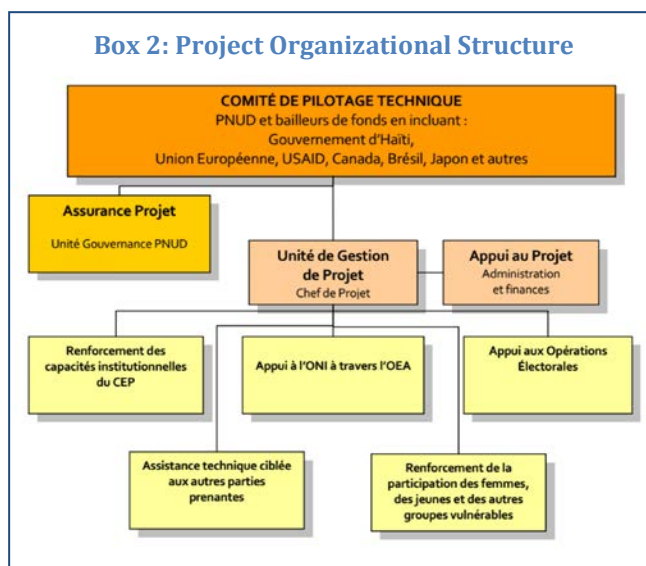 Box 2: Project Organizational Structure
COMITÉ DE PILOTAGE TECHNIQUE
PNUD et bailleurs de fonds en incluant :
Gouvernement d'Haïti,
Union Européenne, USAID, Canada, Brésil, Japon et autres
Assurance Projet
Unité Gouvernance PNUD
Unité de Gestion
de Projet
Chef de Projet
Appui au Projet
Administration
et finances
Renforcement des
capacités institutionnelles
du CEP
Appui à l'ONI à travers l'OEA
Appui aux Opérations
Électorales
Assistance technique ciblée
aux autres parties
prenantes
Renforcement de la
participation des femmes,
des jeunes et des autres
groupes vulnérables